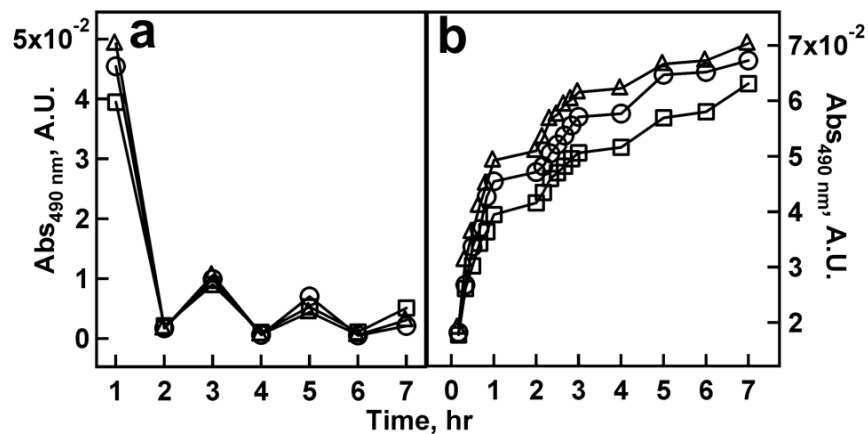 a
b
5x10⁻²
4
3
2
1
0
Abs₄₉₀ ₙₘ, A.U.
1 2 3 4 5 6 7
0 1 2 3 4 5 6 7
Time, hr
7x10⁻²
6
5
4
3
2
Abs₄₉₀ ₙₘ, A.U.